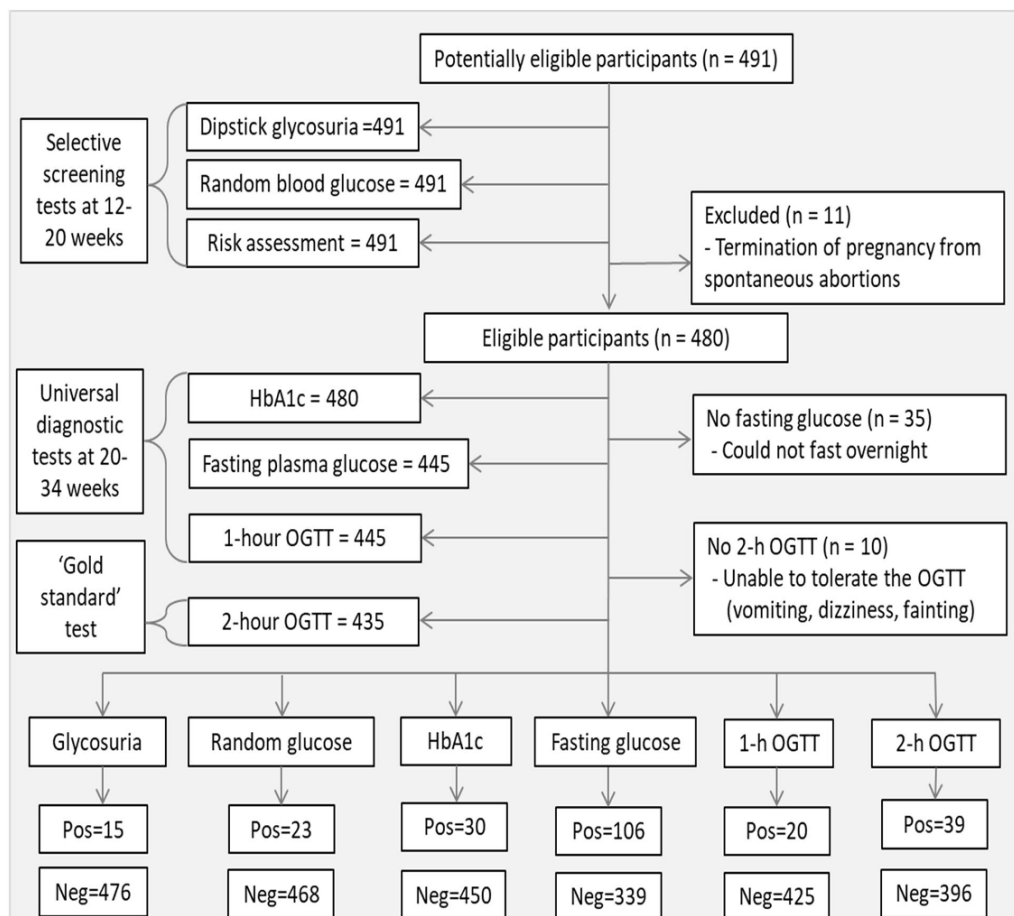 Potentially eligible participants (n = 491)
Selective
screening
tests at 12-
20 weeks
Dipstick glycosuria =491
Random blood glucose = 491
Risk assessment = 491
Excluded (n = 11)
- Termination of pregnancy from
spontaneous abortions
Eligible participants (n = 480)
Universal
diagnostic
tests at 20-
34 weeks
HbA1c = 480
Fasting plasma glucose = 445
1-hour OGTT = 445
No fasting glucose (n = 35)
- Could not fast overnight
No 2-h OGTT (n = 10)
- Unable to tolerate the OGTT
(vomiting, dizziness, fainting)
‘Gold
standard’
test
2-hour OGTT = 435
Glycosuria
Random glucose
HbA1c
Fasting glucose
1-h OGTT
2-h OGTT
Pos=15
Pos=23
Pos=30
Pos=106
Pos=20
Pos=39
Neg=476
Neg=468
Neg=450
Neg=339
Neg=425
Neg=396